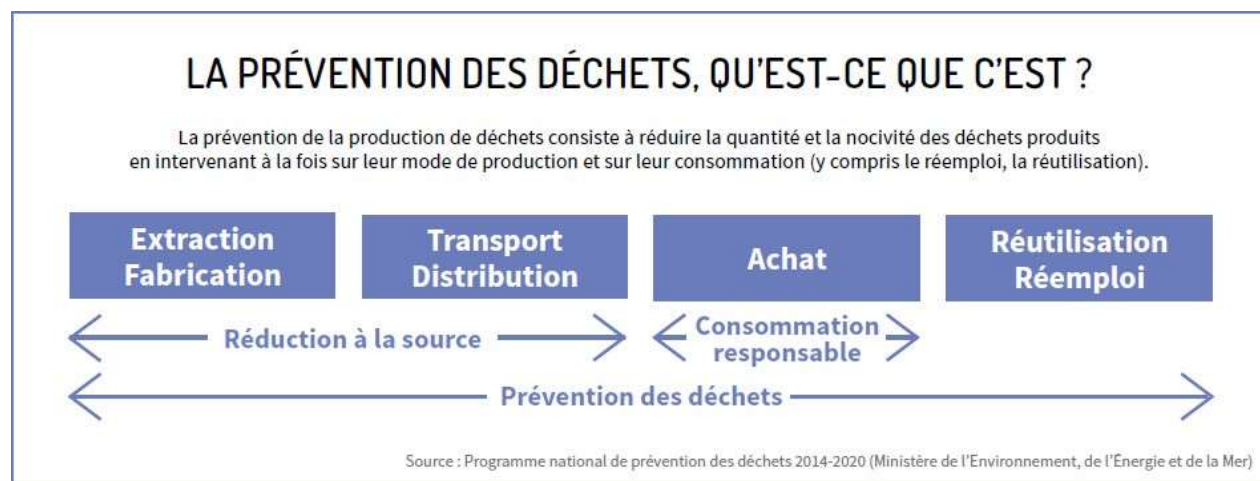 LA PRÉVENTION DES DÉCHETS, QU'EST-CE QUE C'EST ?
La prévention de la production de déchets consiste à réduire la quantité et la nocivité des déchets produits
en intervenant à la fois sur leur mode de production et sur leur consommation (y compris le réemploi, la réutilisation).
Extraction
Fabrication
Transport
Distribution
Achat
Réutilisation
Réemploi
Réduction à la source
Consommation
responsable
Prévention des déchets
Source : Programme national de prévention des déchets 2014-2020 (Ministère de l'Environnement, de l'Énergie et de la Mer)